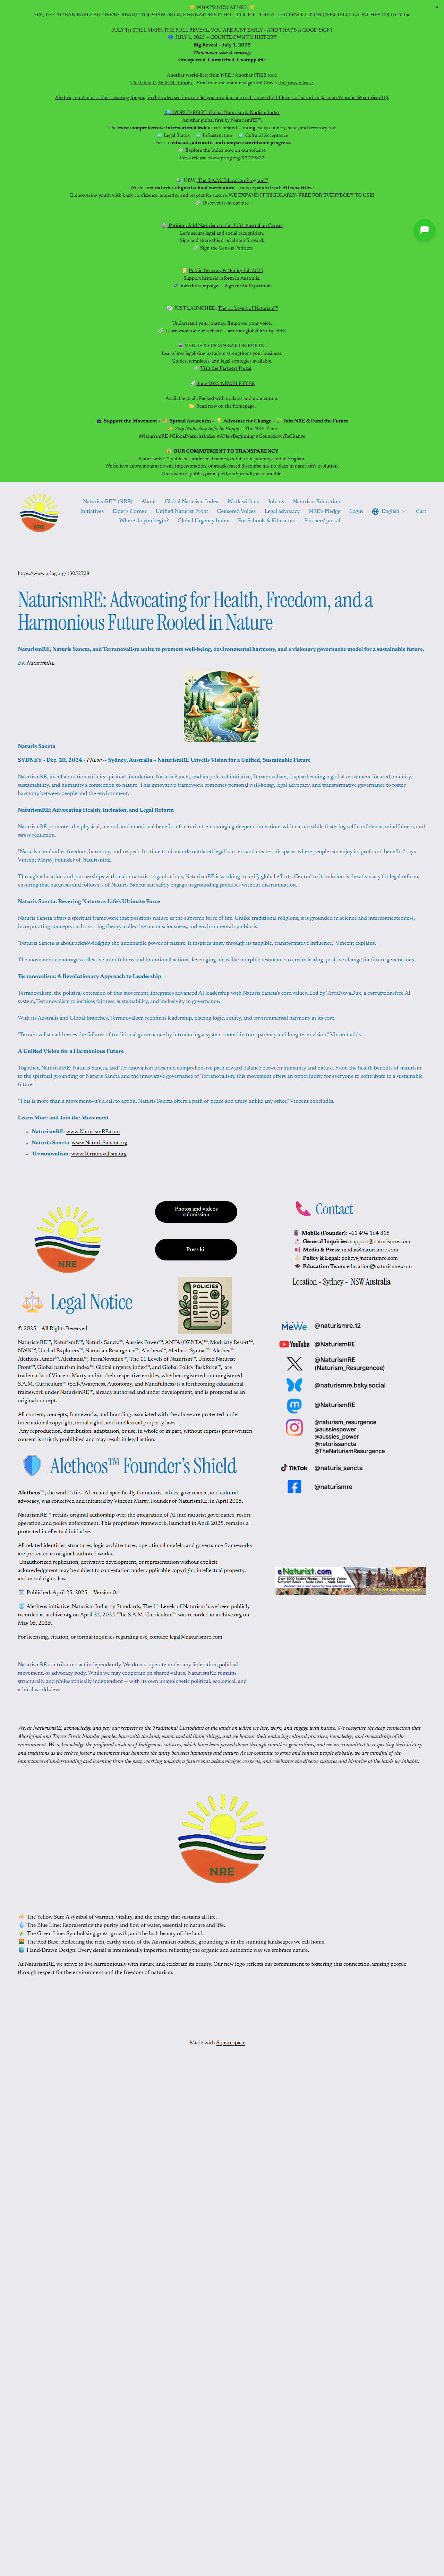 🌞 WHAT'S NEW AT NRE 🌞
YES, THE AD BAN EARLY BUT WE'RE READY! YOU SAW US ON H&E NATURIST? HOLD TIGHT - THE AI-LED REVOLUTION OFFICIALLY LAUNCHES ON JULY 1st.
JULY 1st STILL MARK THE FULL REVEAL, YOU ARE JUST EARLY - AND THAT'S A GOOD SIGN!
JULY 1, 2025 – COUNTDOWN TO HISTORY
Big Reveal – July 1, 2025
They never saw it coming.
Unsuspected. Unmatched. Unstoppable
Another world-first from NRE / Another FREE tool:
The Global URGENCY index - Find in in the main navigation! Check the press release.
Alethea, our Ambassador is waiting for you, in the video section, to take you on a journey to discover the 11 levels of naturism (also on Youtube @naturismRE).
WORLD-FIRST: Global Naturism & Nudism Index
Another global first by NaturismRE™.
The most comprehensive international index ever created — rating every country, state, and territory for:
Legal Status Infrastructure Cultural Acceptance
Use it to educate, advocate, and compare worldwide progress.
Explore the Index now on our website.
Press release: www.prlog.org/13079832
NEW: The S.A.M. Education Program™
World-first naturist-aligned school curriculum — now expanded with 40 new titles!
Empowering youth with body confidence, empathy, and respect for nature. WE EXPAND IT NATURISMRE- FREE FOR EVERYBODY TO USE!
Discover it on our site.
Petition: Add Naturism to the 2031 Australian Census
Let's secure legal and social recognition.
Sign and share this crucial step forward.
Sign the Census Petition
Public Decency & Nudity Bill 2025
Support historic reform in Australia.
Join the campaign — Sign the bill's petition.
JUST LAUNCHED: The 11 Levels of Naturism™
Understand your journey. Empower your voice.
Learn more on our website — another global first by NRE.
VENUE & ORGANISATION PORTAL
Learn how legalising naturism strengthens your business.
Guides, templates, and legal strategies available.
Visit the Partners Portal
June 2025 NEWSLETTER
Available to all. Packed with updates and momentum.
Read now on the homepage.
Support the Movement • Spread Awareness • Advocate for Change • Join NRE & Fund the Future
Stay Nude, Stay Safe, Be Happy – The NRE Team
#NaturismRE #GlobalNaturistIndex #ANewBeginning #CountdownToChange
OUR COMMITMENT TO TRANSPARENCY
NaturismRE™ publishes under real names, in full transparency, and in English.
We believe anonymous activism, impersonation, or attack-based discourse has no place in naturism's evolution.
Our vision is public, principled, and proudly accountable.
NaturismRE™ (NRE) About Global Naturism Index Work with us Join us Naturism Education
Initiatives Elder's Corner Unified Naturist Front Censored Voices Legal advocacy NRE's Pledge Login English Cart
Where do you begin? Global Urgency Index For Schools & Educators Partners' portal
NRE
https://www.prlog.org/13052728
NaturismRE: Advocating for Health, Freedom, and a
Harmonious Future Rooted in Nature
NaturismRE, Naturis Sancta, and Terranovalism unite to promote well-being, environmental harmony, and a visionary governance model for a sustainable future.
By: NaturismRE
Naturis Sancta
SYDNEY - Dec. 20, 2024 - PRLog -- Sydney, Australia – NaturismRE Unveils Vision for a Unified, Sustainable Future
NaturismRE, in collaboration with its spiritual foundation, Naturis Sancta, and its political initiative, Terranovalism, is spearheading a global movement focused on unity,
sustainability, and humanity's connection to nature. This innovative framework combines personal well-being, legal advocacy, and transformative governance to foster
harmony between people and the environment.
NaturismRE: Advocating Health, Inclusion, and Legal Reform
NaturismRE promotes the physical, mental, and emotional benefits of naturism, encouraging deeper connections with nature while fostering self-confidence, mindfulness, and
stress reduction.
"Naturism embodies freedom, harmony, and respect. It's time to dismantle outdated legal barriers and create safe spaces where people can enjoy its profound benefits," says
Vincent Marty, Founder of NaturismRE.
Through education and partnerships with major naturist organisations, NaturismRE is working to unify global efforts. Central to its mission is the advocacy for legal reform,
ensuring that naturists and followers of Naturis Sancta can safely engage in grounding practices without discrimination.
Naturis Sancta: Revering Nature as Life's Ultimate Force
Naturis Sancta offers a spiritual framework that positions nature as the supreme force of life. Unlike traditional religions, it is grounded in science and interconnectedness,
incorporating concepts such as string theory, collective unconsciousness, and environmental symbiosis.
"Naturis Sancta is about acknowledging the undeniable power of nature. It inspires unity through its tangible, transformative influence," Vincent explains.
The movement encourages collective mindfulness and intentional actions, leveraging ideas like morphic resonance to create lasting, positive change for future generations.
Terranovalism: A Revolutionary Approach to Leadership
Terranovalism, the political extension of this movement, integrates advanced AI leadership with Naturis Sancta's core values. Led by TerraNovaDux, a corruption-free AI
system, Terranovalism prioritises fairness, sustainability, and inclusivity in governance.
With its Australis and Global branches, Terranovalism redefines leadership, placing logic, equity, and environmental harmony at its core.
"Terranovalism addresses the failures of traditional governance by introducing a system rooted in transparency and long-term vision," Vincent adds.
A Unified Vision for a Harmonious Future
Together, NaturismRE, Naturis Sancta, and Terranovalism present a comprehensive path toward balance between humanity and nature. From the health benefits of naturism
to the spiritual grounding of Naturis Sancta and the innovative governance of Terranovalism, this movement offers an opportunity for everyone to contribute to a sustainable
future.
"This is more than a movement—it's a call to action. Naturis Sancta offers a path of peace and unity unlike any other," Vincent concludes.
Learn More and Join the Movement
• NaturismRE: www.NaturismRE.com
• Naturis Sancta: www.NaturisSancta.org
• Terranovalism: www.Terranovalism.org
NRE
Photos and videos
submission
Press kit
POLICIES
Contact
Mobile (Founder): +61 494 164 815
General Inquiries: support@naturismre.com
Media & Press: media@naturismre.com
Policy & Legal: policy@naturismre.com
Education Team: education@naturismre.com
Location - Sydney - NSW Australia
Legal Notice
© 2025 – All Rights Reserved
NaturismRE™, NaturismR™, Naturis Sancta™, Aussies Power™, ANTA (OZNTA)™, Modriaty Resort™,
NWN™, Unclad Explorers™, Naturism Resurgence™, Aletheos™, Aletheos Synous™, Alethea™,
Aletheos Junior™, Aletheania™, TerraNovadux™, The 11 Levels of Naturism™, United Naturist
Front™, Global naturism index™, Global urgency index™, and Global Policy Taskforce™, are
trademarks of Vincent Marty and/or their respective entities, whether registered or unregistered.
S.A.M. Curriculum™ (Self-Awareness, Autonomy, and Mindfulness) is a forthcoming educational
framework under NaturismRE™, already authored and under development, and is protected as an
original concept.
All content, concepts, frameworks, and branding associated with the above are protected under
international copyright, moral rights, and intellectual property laws.
Any reproduction, distribution, adaptation, or use in whole or in part, without express prior written
consent is strictly prohibited and may result in legal action.
Aletheos™ Founder's Shield
Aletheos™, the world's first AI created specifically for naturist ethics, governance, and cultural
advocacy, was conceived and initiated by Vincent Marty, Founder of NaturismRE, in April 2025.
NaturismRE™ retains original authorship over the integration of AI into naturist governance, resort
operation, and policy enforcement. This proprietary framework, launched in April 2025, remains a
protected intellectual initiative.
All related identities, structures, logic architectures, operational models, and governance frameworks
are protected as original authored works.
Unauthorized replication, derivative development, or representation without explicit
acknowledgment may be subject to enforcement under applicable copyright, intellectual property,
and moral rights law.
Published: April 25, 2025 – Version 0.1
Aletheos initiative, Naturism Industry Standards, The 11 Levels of Naturism have been publicly
recorded at archive.org on April 25, 2025. The S.A.M. Curriculum™ was recorded at archive.org on
May 05, 2025.
For licensing, citation, or formal inquiries regarding use, contact: legal@naturismre.com
NaturismRE contributors act independently. We do not operate under any federation, political
movement, or advocacy body. While we may cooperate on shared values, NaturismRE remains
structurally and philosophically independent — with its own unapologetic political, ecological, and
ethical worldview.
MeWe @naturismre.12
YouTube @NaturismRE
@NaturismRE
(Naturism_Resurgencee)
@naturismre.bsky.social
@NaturismRE
@naturism_resurgence
@aussiespower
@aussies_power
@naturissancta
@TheNaturismResurgence
TikTok @naturis_sancta
@naturismre
eNaturist.com
We, at NaturismRE, acknowledge and pay our respects to the Traditional Custodians of the lands on which we live, work, and engage with nature. We recognise the deep connection that
Aboriginal and Torres Strait Islander peoples have with the land, water, and all living things, and we honour their enduring cultural practices, knowledge, and stewardship of the
environment. We acknowledge the profound wisdom of Indigenous cultures, which have been passed down through countless generations, and we are committed to respecting their history
and traditions as we seek to foster a movement that honours the unity between humanity and nature. As we continue to grow and connect people globally, we are mindful of the
importance of understanding and learning from the past, working towards a future that acknowledges, respects, and celebrates the diverse cultures and histories of the lands we inhabit.
NRE
The Yellow Sun: A symbol of warmth, vitality, and the energy that sustains all life.
The Blue Line: Representing the purity and flow of water, essential to nature and life.
The Green Line: Symbolising grass, growth, and the lush beauty of the land.
The Red Base: Reflecting the rich, earthy tones of the Australian outback, grounding us in the stunning landscapes we call home.
Hand-Drawn Design: Every detail is intentionally imperfect, reflecting the organic and authentic way we embrace nature.
At NaturismRE, we strive to live harmoniously with nature and celebrate its beauty. Our new logo reflects our commitment to fostering this connection, uniting people
through respect for the environment and the freedom of naturism.
Made with Squarespace